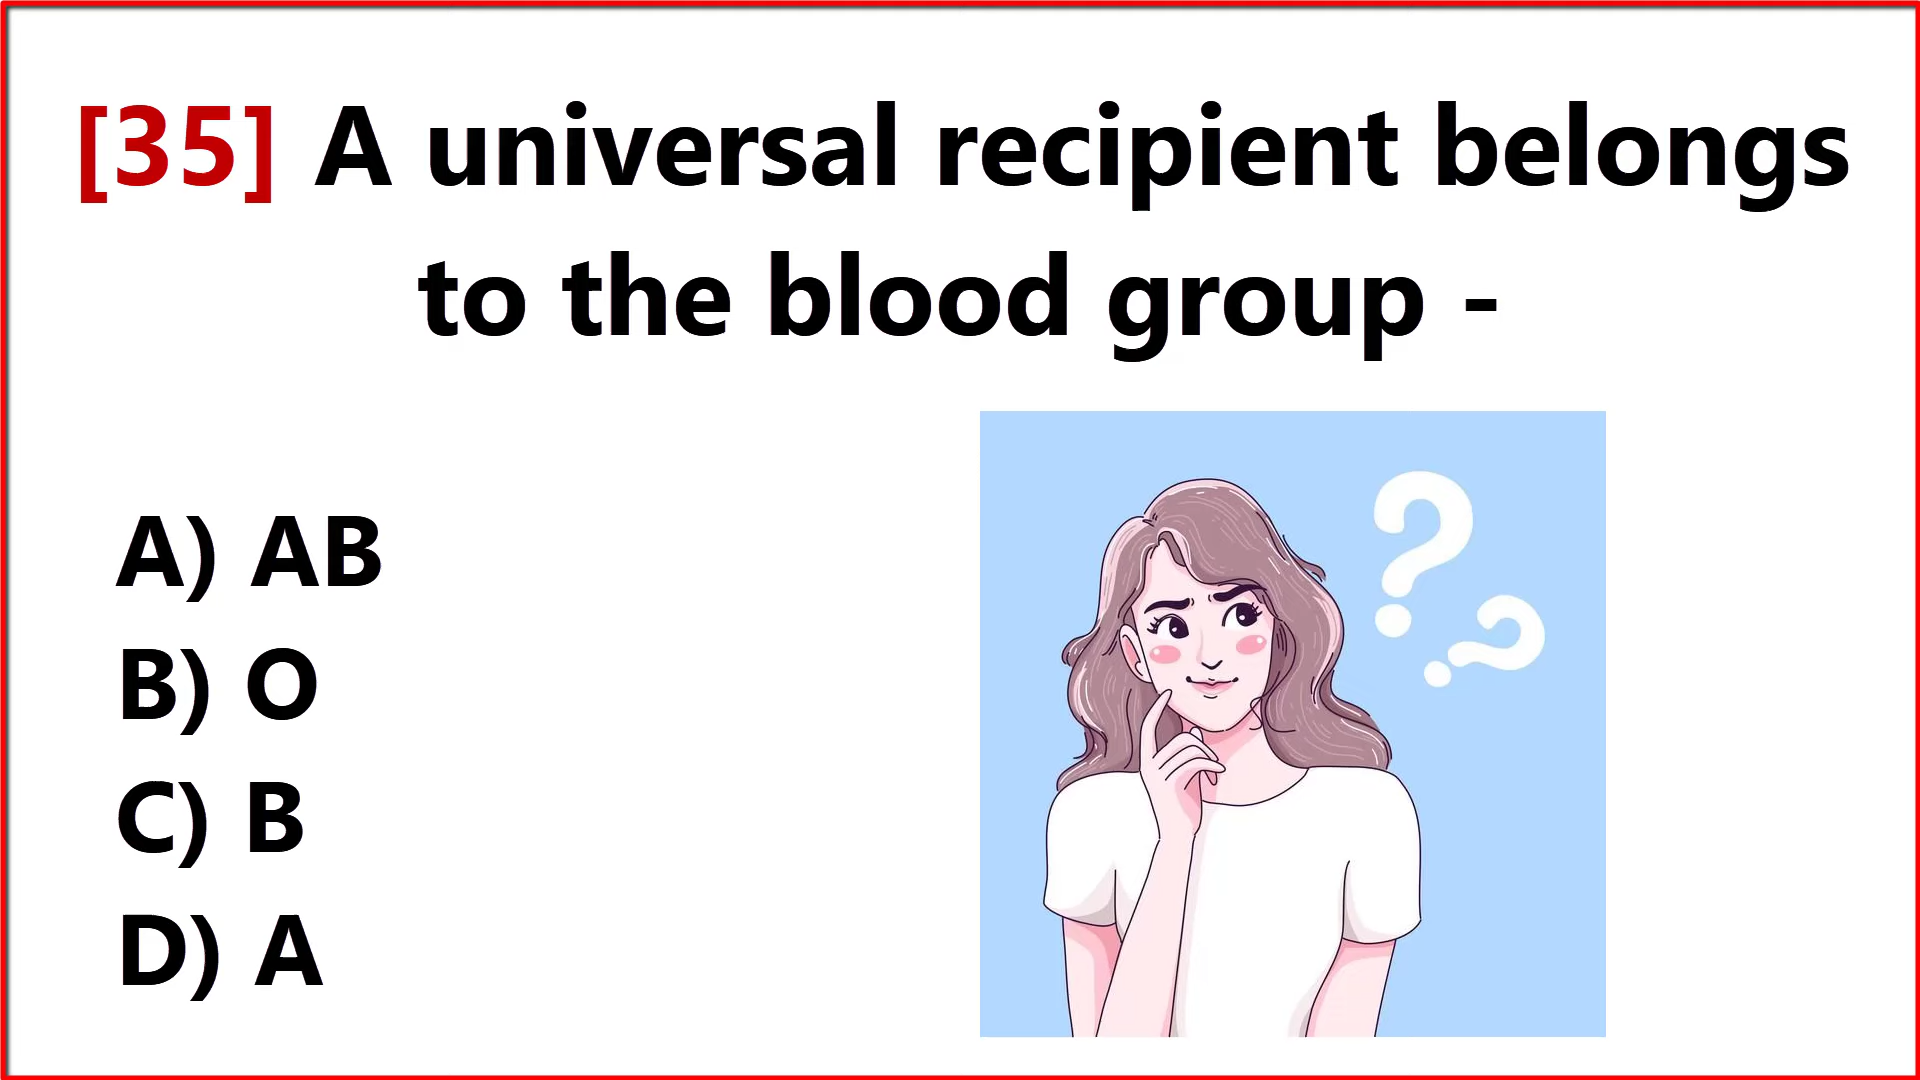 [35] A universal recipient belongs
to the blood group -
A) AB
B) O
C) B
D) A
??